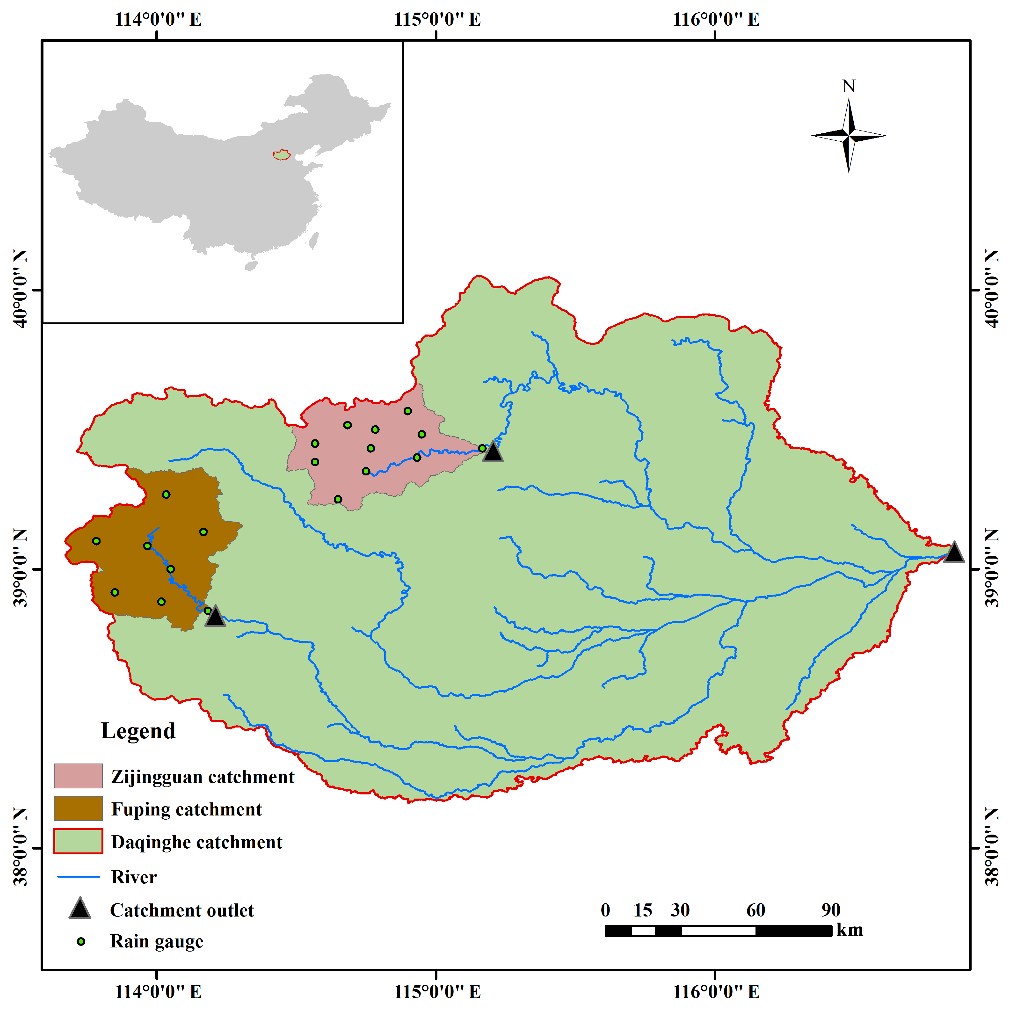 114°0'0" E 115°0'0" E 116°0'0" E
N
40°0'0" N
40°0'0" N
39°0'0" N
39°0'0" N
38°0'0" N
38°0'0" N
Legend
Zijingguan catchment
Fuping catchment
Daqinghe catchment
River
Catchment outlet
Rain gauge
0 15 30 60 90
km
114°0'0" E 115°0'0" E 116°0'0" E